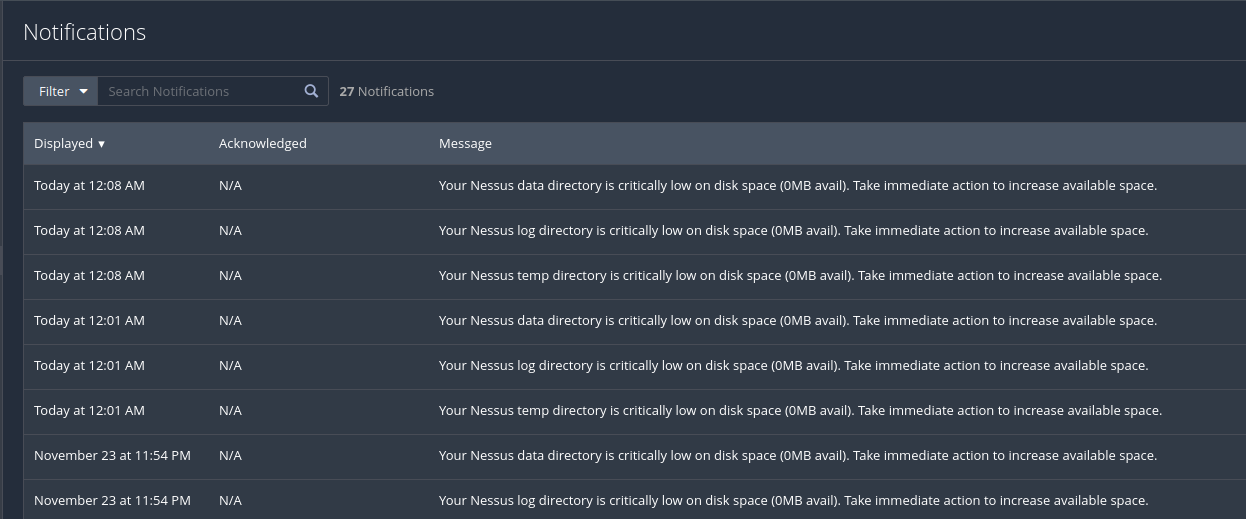 Notifications
Filter Search Notifications 27 Notifications
Displayed Acknowledged Message
Today at 12:08 AM N/A Your Nessus data directory is critically low on disk space (0MB avail). Take immediate action to increase available space.
Today at 12:08 AM N/A Your Nessus log directory is critically low on disk space (0MB avail). Take immediate action to increase available space.
Today at 12:08 AM N/A Your Nessus temp directory is critically low on disk space (0MB avail). Take immediate action to increase available space.
Today at 12:01 AM N/A Your Nessus data directory is critically low on disk space (0MB avail). Take immediate action to increase available space.
Today at 12:01 AM N/A Your Nessus log directory is critically low on disk space (0MB avail). Take immediate action to increase available space.
Today at 12:01 AM N/A Your Nessus temp directory is critically low on disk space (0MB avail). Take immediate action to increase available space.
November 23 at 11:54 PM N/A Your Nessus data directory is critically low on disk space (0MB avail). Take immediate action to increase available space.
November 23 at 11:54 PM N/A Your Nessus log directory is critically low on disk space (0MB avail). Take immediate action to increase available space.